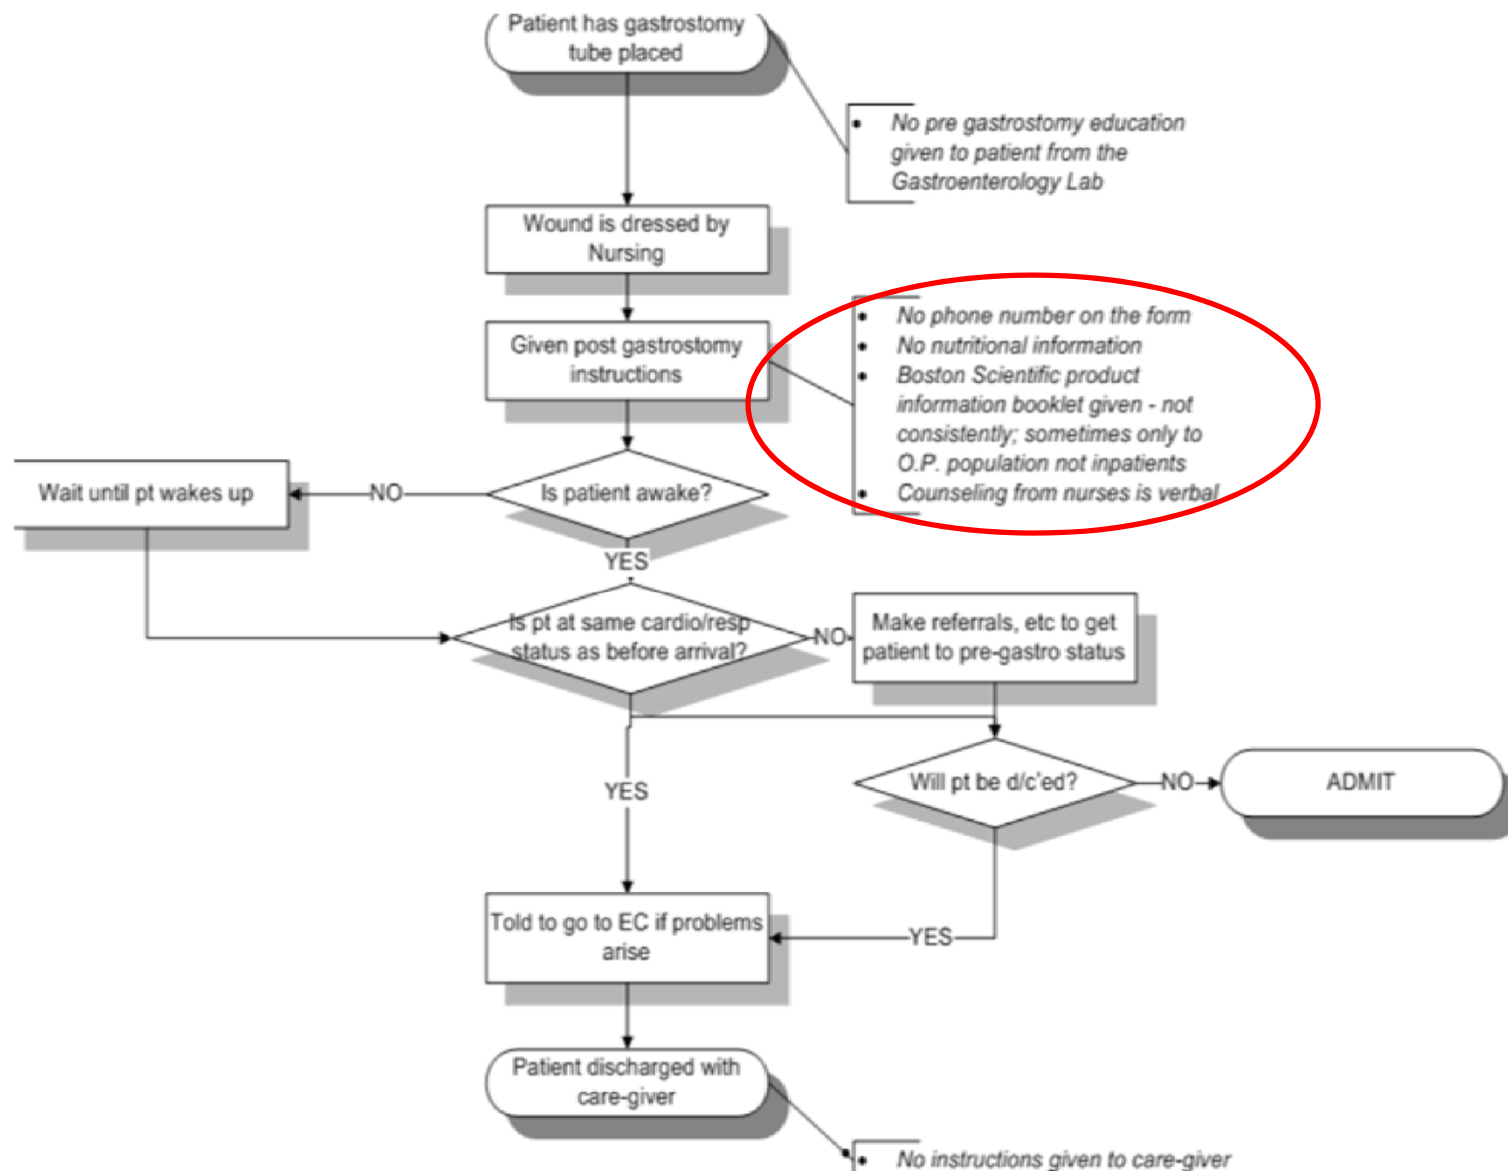 Patient has gastrostomy
tube placed
• No pre gastrostomy education
given to patient from the
Gastroenterology Lab
Wound is dressed by
Nursing
Given post gastrostomy
instructions
• No phone number on the form
• No nutritional information
• Boston Scientific product
information booklet given - not
consistently; sometimes only to
O.P. population not inpatients
• Counseling from nurses is verbal
Is patient awake?
NO
Wait until pt wakes up
YES
Is pt at same cardio/resp
status as before arrival?
NO
Make referrals, etc to get
patient to pre-gastro status
YES
Will pt be d/c'ed?
NO
ADMIT
YES
Told to go to EC if problems
arise
Patient discharged with
care-giver
• No instructions given to care-giver